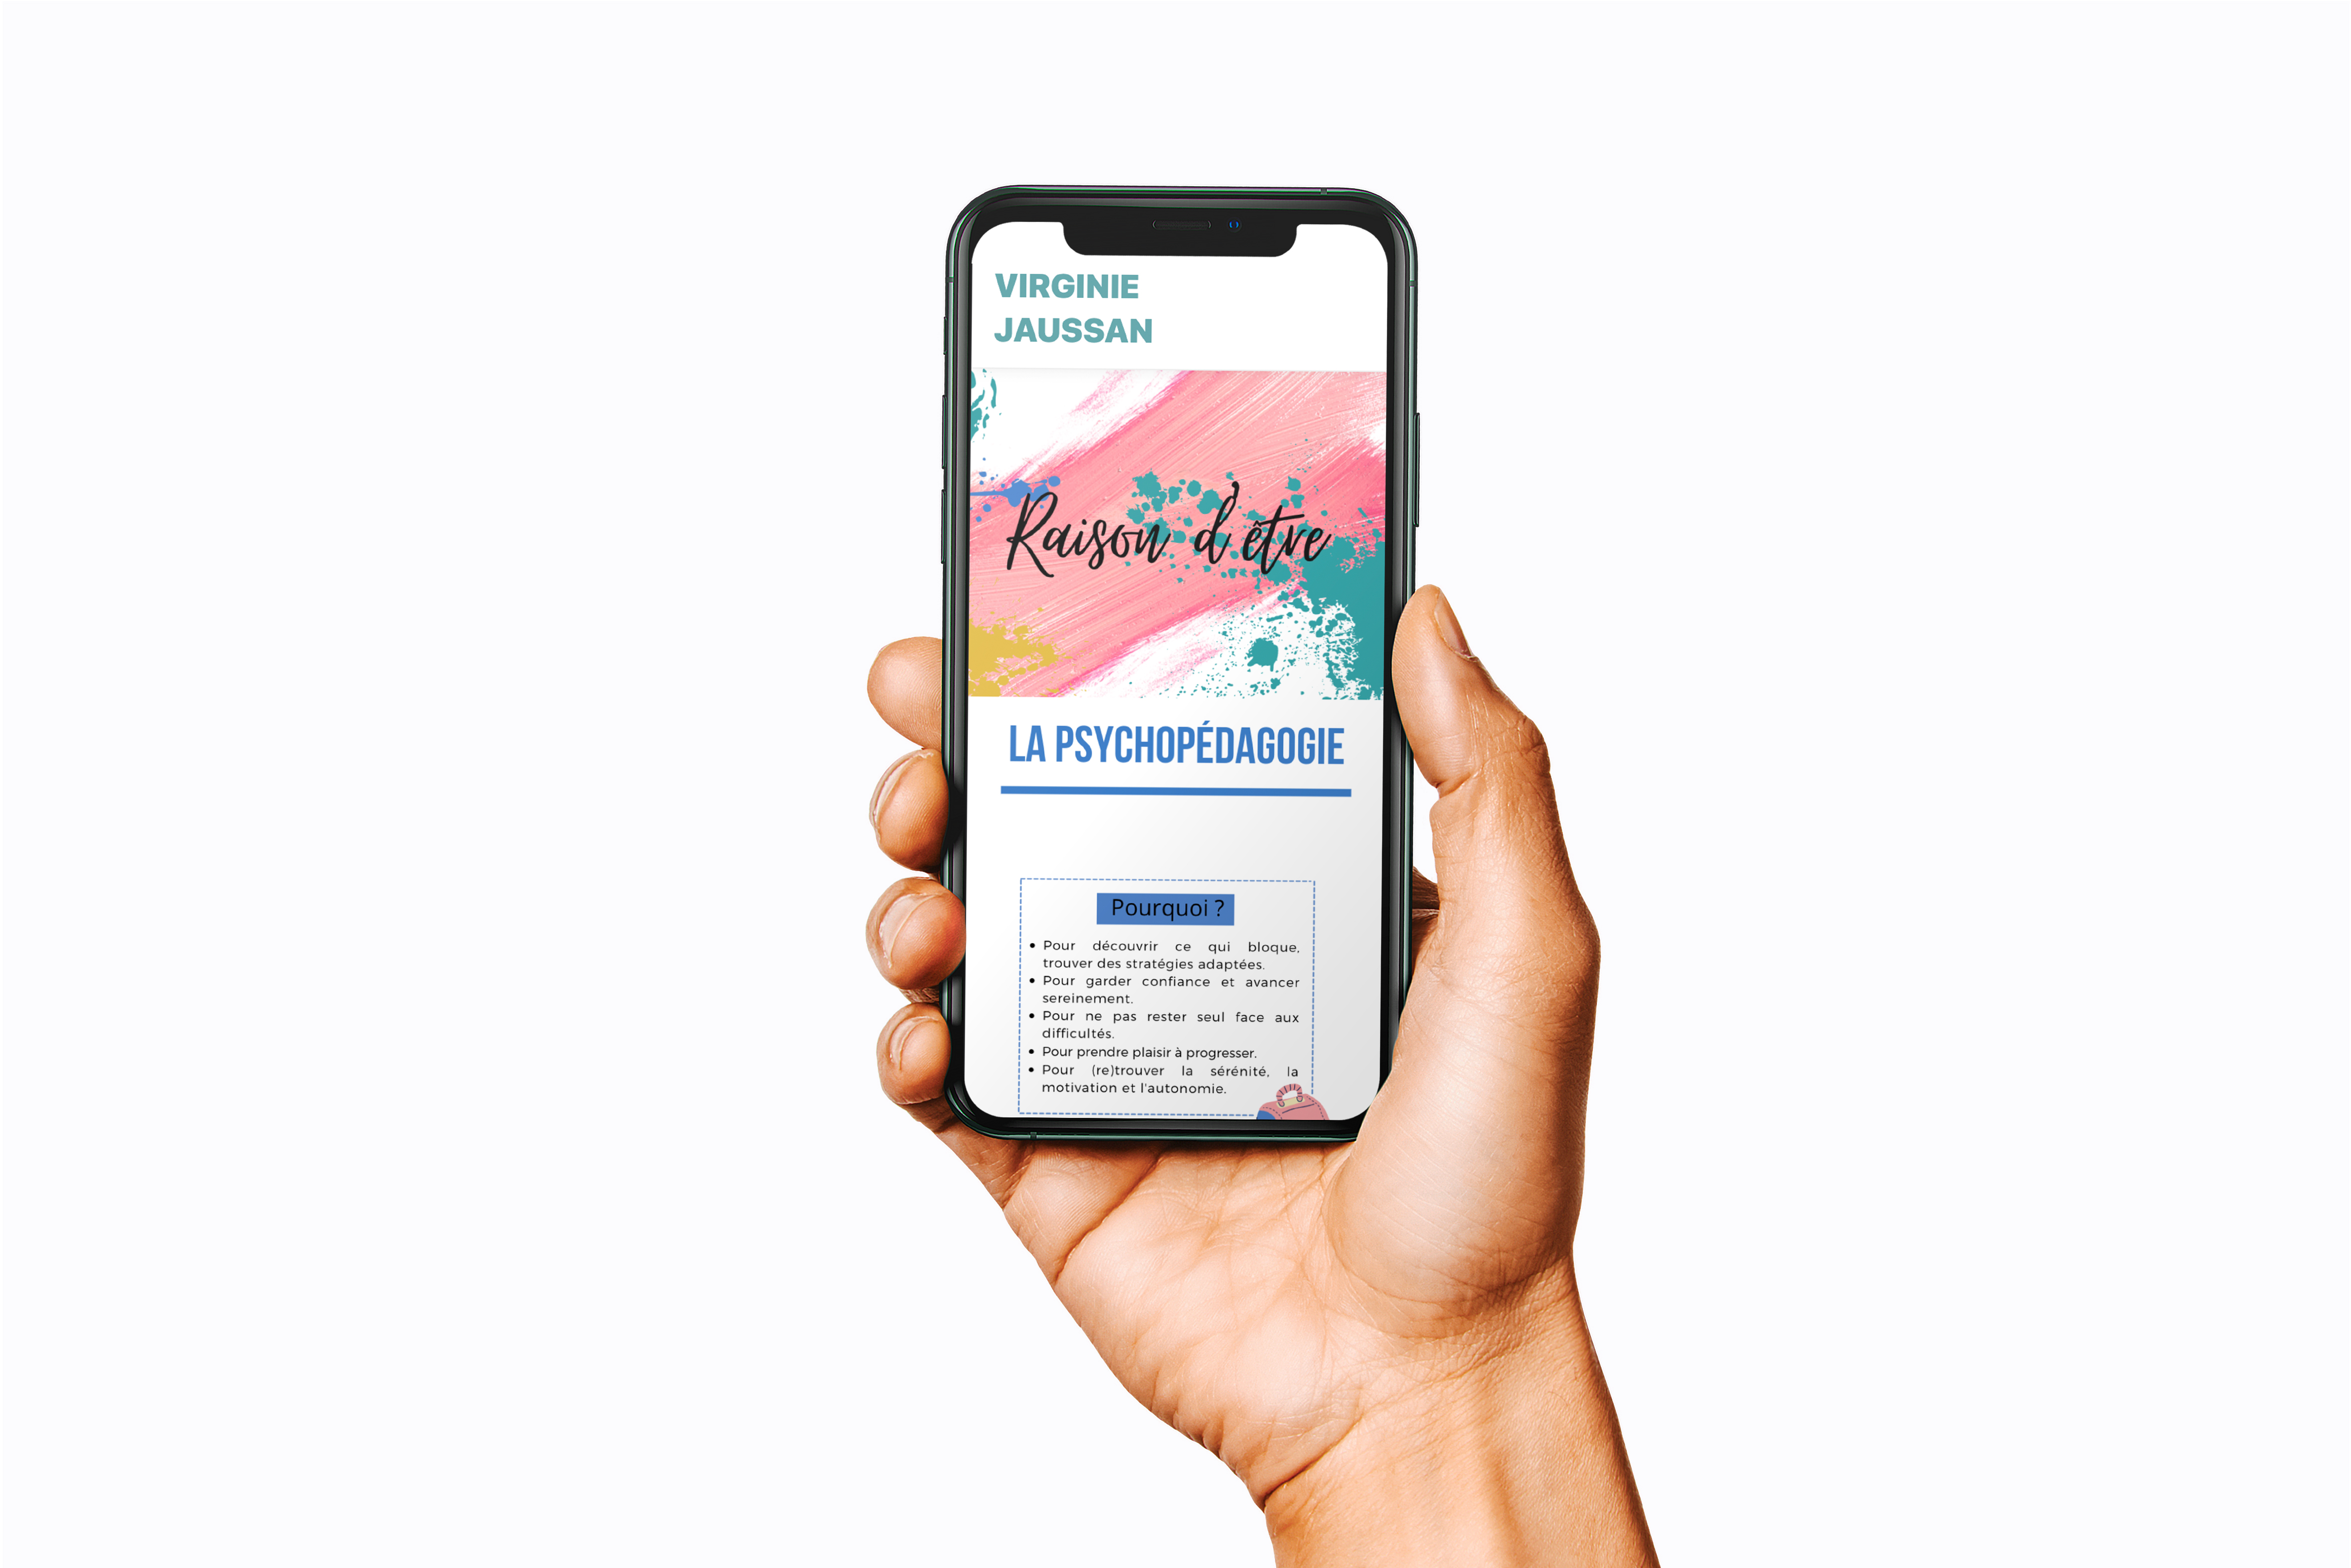 VIRGINIE
JAUSSAN
Raison d'être
LA PSYCHOPÉDAGOGIE
Pourquoi ?
• Pour découvrir ce qui bloque,
trouver des stratégies adaptées.
• Pour garder confiance et avancer
sereinement.
• Pour ne pas rester seul face aux
difficultés.
• Pour prendre plaisir à progresser.
• Pour (re)trouver la sérénité, la
motivation et l'autonomie.